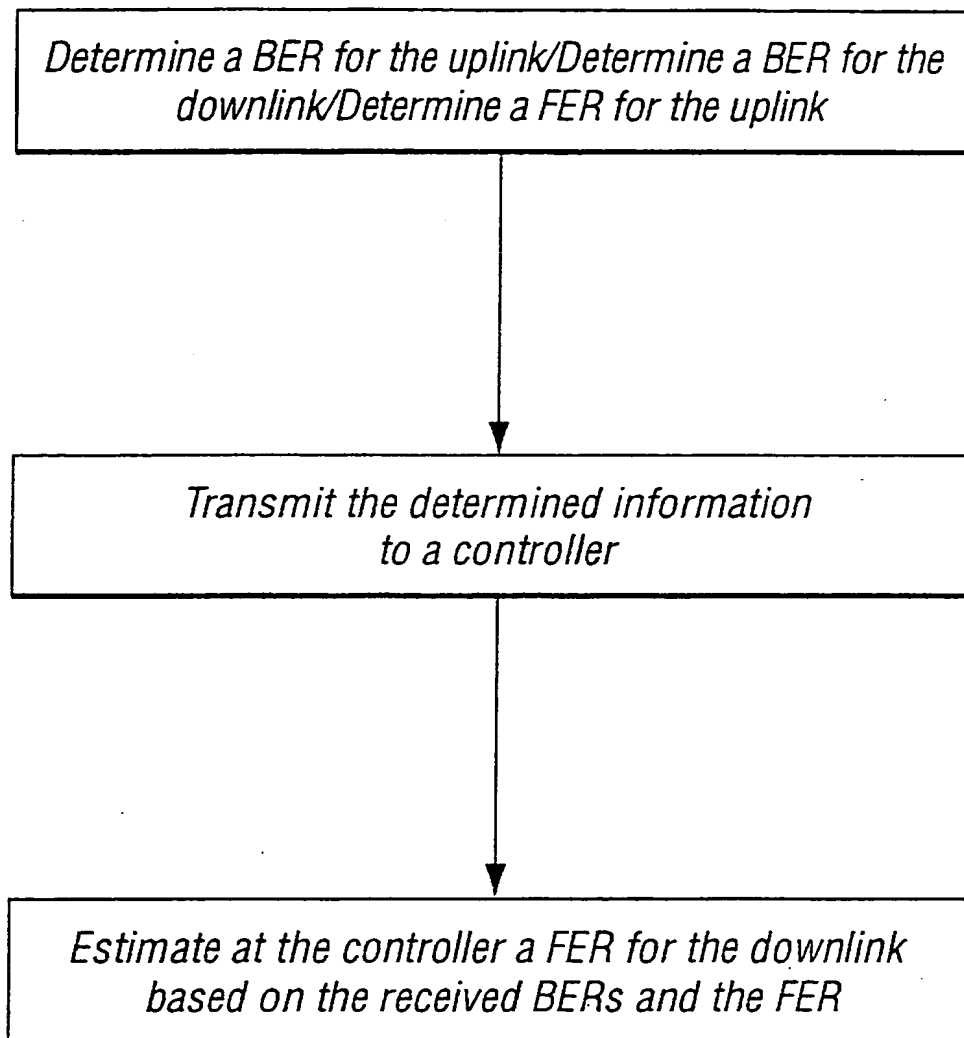 Determine a BER for the uplink/Determine a BER for the
downlink/Determine a FER for the uplink
Transmit the determined information
to a controller
Estimate at the controller a FER for the downlink
based on the received BERs and the FER